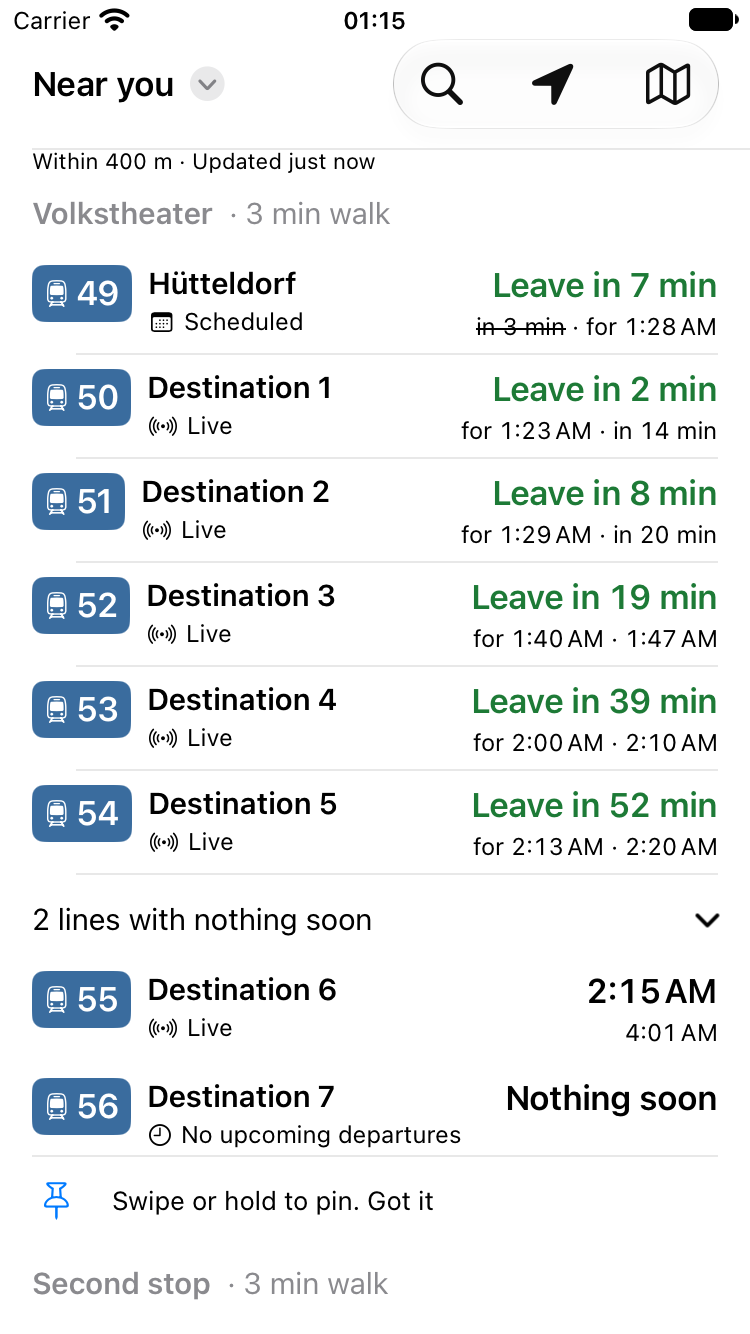 Carrier 01:15
Near you
Within 400 m · Updated just now
Volkstheater · 3 min walk
49 Hütteldorf Leave in 7 min
Scheduled in 3 min · for 1:28 AM
50 Destination 1 Leave in 2 min
Live for 1:23 AM · in 14 min
51 Destination 2 Leave in 8 min
Live for 1:29 AM · in 20 min
52 Destination 3 Leave in 19 min
Live for 1:40 AM · 1:47 AM
53 Destination 4 Leave in 39 min
Live for 2:00 AM · 2:10 AM
54 Destination 5 Leave in 52 min
Live for 2:13 AM · 2:20 AM
2 lines with nothing soon
55 Destination 6 2:15 AM
Live 4:01 AM
56 Destination 7 Nothing soon
No upcoming departures
Swipe or hold to pin. Got it
Second stop · 3 min walk